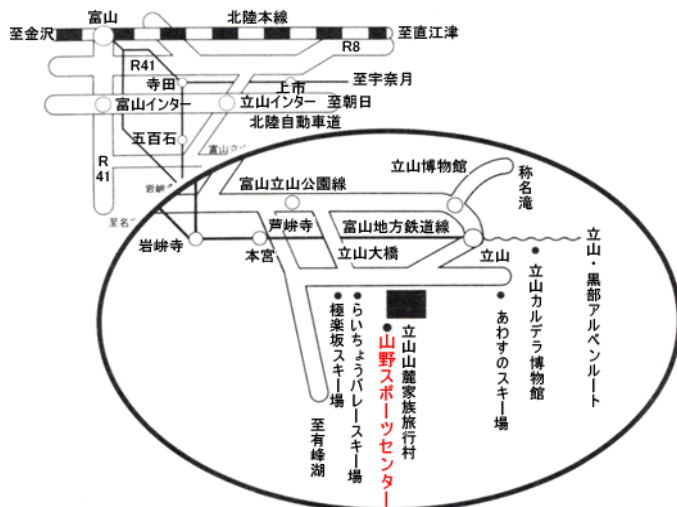 富山
北陸本線
至金沢
至直江津
R8
R41
寺田
上市
至宇奈月
富山インター
立山インター
至朝日
北陸自動車道
五百石
R
41
富山立山公園線
立山博物館
称名滝
芦峅寺
富山地方鉄道線
岩峅寺
本宮
立山大橋
立山
立山・黒部アルペンルート
立山カルデラ博物館
あわすのスキー場
立山山麓家族旅行村
山野スポーツセンター
らいちょうバレースキー場
極楽坂スキー場
至有峰湖